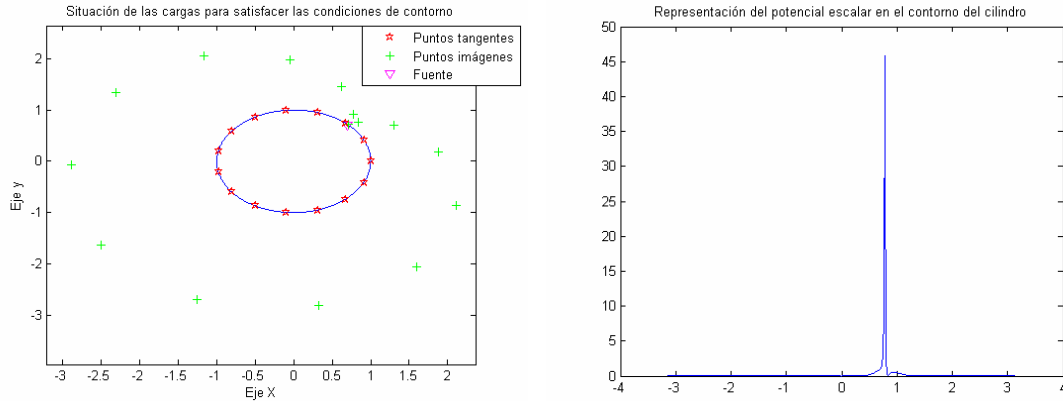 Situación de las cargas para satisfacer las condiciones de contorno
Puntos tangentes
Puntos imágenes
Fuente
2
1
0
-1
-2
-3
Eje y
-3 -2.5 -2 -1.5 -1 -0.5 0 0.5 1 1.5 2
Eje X
Representación del potencial escalar en el contorno del cilindro
50
45
40
35
30
25
20
15
10
5
0
-4 -3 -2 -1 0 1 2 3 4